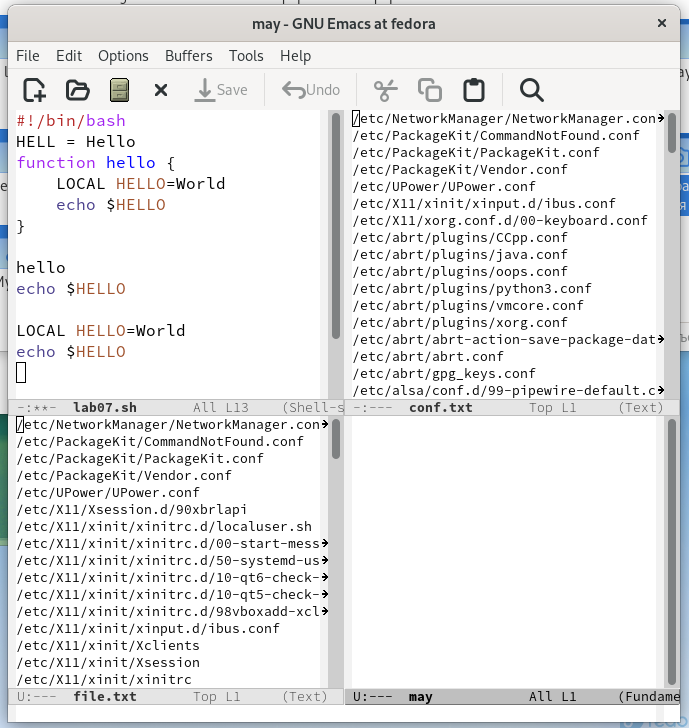 may - GNU Emacs at fedora
File Edit Options Buffers Tools Help
Save Undo
#!/bin/bash
HELL = Hello
function hello {
    LOCAL HELLO=World
    echo $HELLO
}
hello
echo $HELLO
LOCAL HELLO=World
echo $HELLO
-:**- lab07.sh All L13 (Shell-s
/etc/NetworkManager/NetworkManager.con
/etc/PackageKit/CommandNotFound.conf
/etc/PackageKit/PackageKit.conf
/etc/PackageKit/Vendor.conf
/etc/UPower/UPower.conf
/etc/X11/xinit/xinput.d/ibus.conf
/etc/X11/xorg.conf.d/00-keyboard.conf
/etc/abrt/plugins/CCpp.conf
/etc/abrt/plugins/java.conf
/etc/abrt/plugins/oops.conf
/etc/abrt/plugins/python3.conf
/etc/abrt/plugins/vmcore.conf
/etc/abrt/plugins/xorg.conf
/etc/abrt/abrt-action-save-package-dat
/etc/abrt/abrt.conf
/etc/abrt/gpg_keys.conf
/etc/alsa/conf.d/99-pipewire-default.c
-:--- conf.txt Top L1 (Text)
/etc/NetworkManager/NetworkManager.con
/etc/PackageKit/CommandNotFound.conf
/etc/PackageKit/PackageKit.conf
/etc/PackageKit/Vendor.conf
/etc/UPower/UPower.conf
/etc/X11/Xsession.d/90xbrlapi
/etc/X11/xinit/xinitrc.d/localuser.sh
/etc/X11/xinit/xinitrc.d/00-start-mess
/etc/X11/xinit/xinitrc.d/50-systemd-us
/etc/X11/xinit/xinitrc.d/10-qt6-check-
/etc/X11/xinit/xinitrc.d/10-qt5-check-
/etc/X11/xinit/xinitrc.d/98vboxadd-xcl
/etc/X11/xinit/xinput.d/ibus.conf
/etc/X11/xinit/Xclients
/etc/X11/xinit/Xsession
/etc/X11/xinit/xinitrc
U:--- file.txt Top L1 (Text)
U:--- may All L1 (Fundame